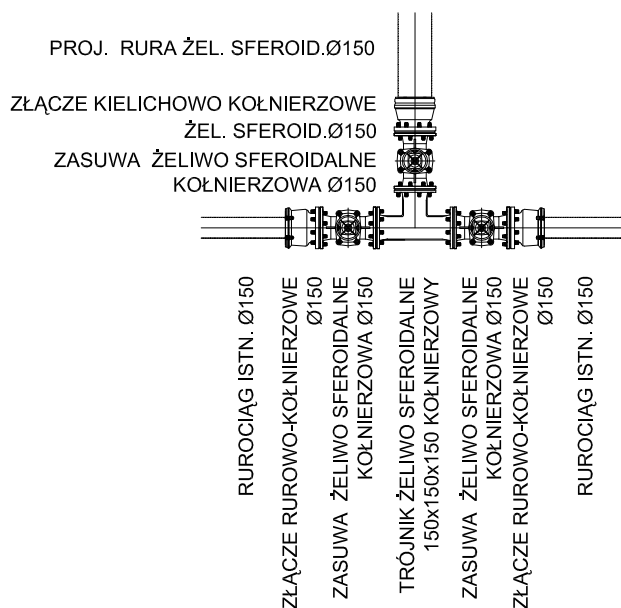 PROJ. RURA ŻEL. SFEROID.Ø150
ZŁĄCZE KIELICHOWO KOŁNIERZOWE
ŻEL. SFEROID.Ø150
ZASUWA ŻELIWO SFEROIDALNE
KOŁNIERZOWA Ø150
RUROCIĄG ISTN. Ø150
ZŁĄCZE RUROWO-KOŁNIERZOWE
Ø150
ZASUWA ŻELIWO SFEROIDALNE
KOŁNIERZOWA Ø150
TRÓJNIK ŻELIWO SFEROIDALNE
150x150x150 KOŁNIERZOWY
ZASUWA ŻELIWO SFEROIDALNE
KOŁNIERZOWA Ø150
ZŁĄCZE RUROWO-KOŁNIERZOWE
Ø150
RUROCIĄG ISTN. Ø150